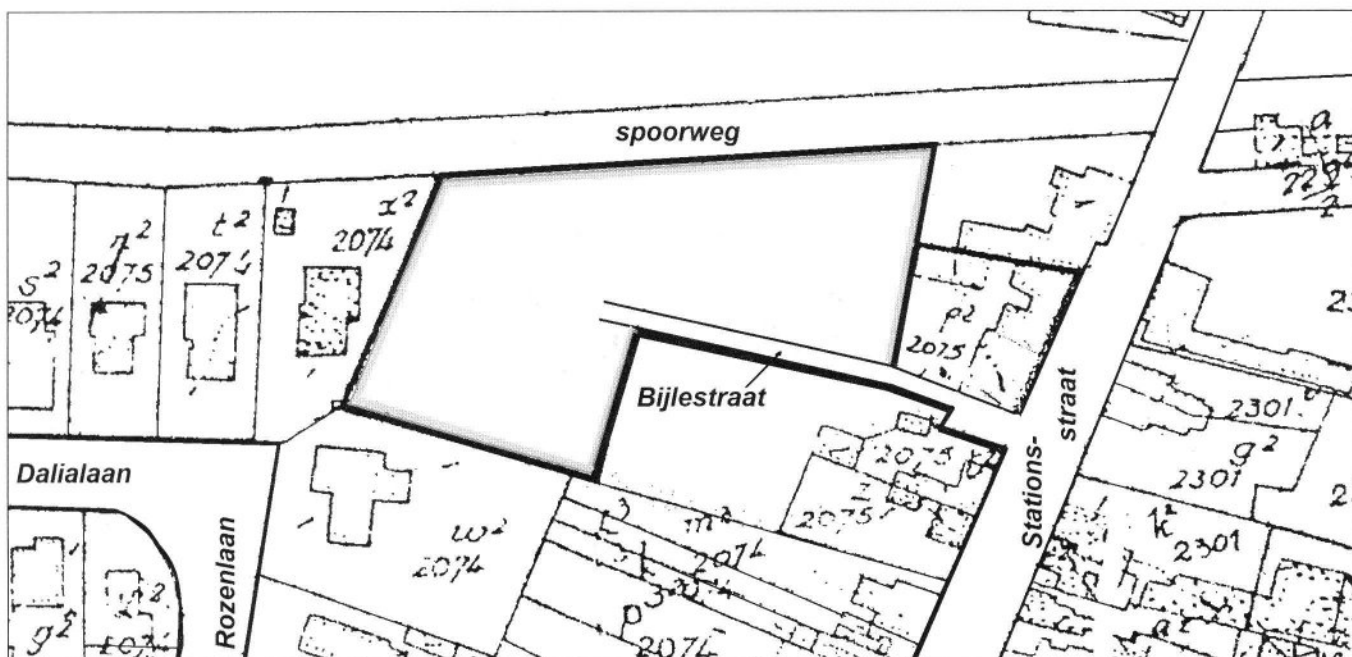 spoorweg
a
x²
2074
t²
2074
2075
s²
2074
p²
2075
Bijlestraat
Stations-
straat
2301
g²
2301
k²
2301
2075
z
2075
m²
2074
w²
2074
2074
a²
g²
Dalialaan
Rozenlaan